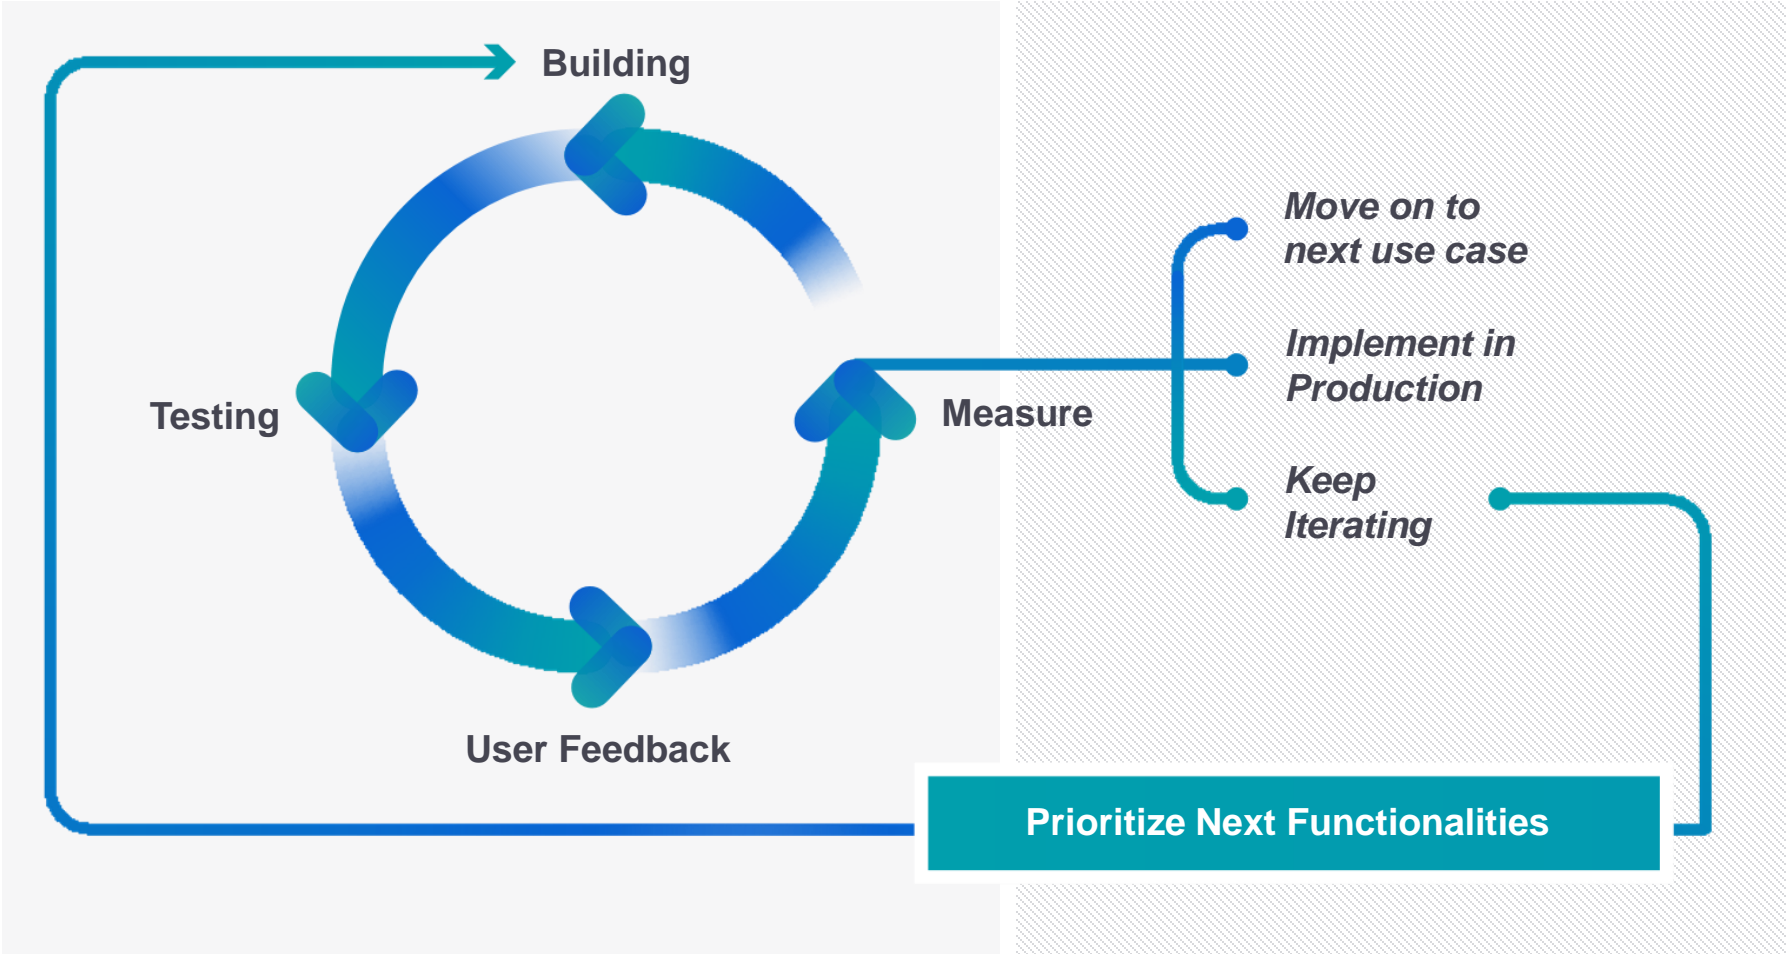 Building
Testing
User Feedback
Measure
Move on to
next use case
Implement in
Production
Keep
Iterating
Prioritize Next Functionalities